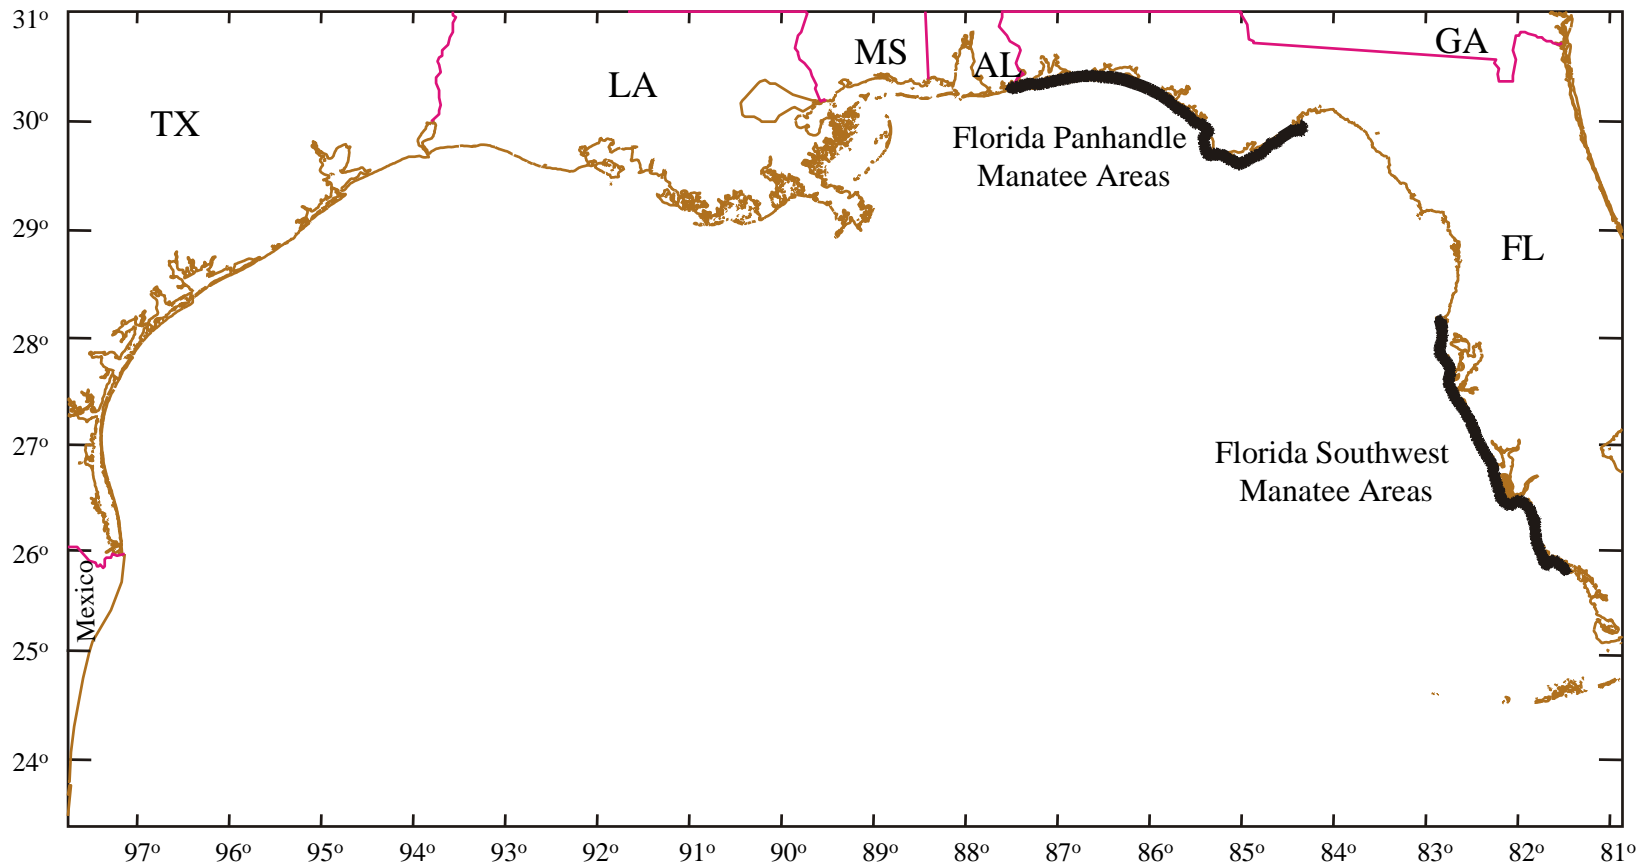 31º
TX
LA
MS
AL
GA
30º
Florida Panhandle
Manatee Areas
29º
FL
28º
27º
Florida Southwest
Manatee Areas
26º
Mexico
25º
24º
97º 96º 95º 94º 93º 92º 91º 90º 89º 88º 87º 86º 85º 84º 83º 82º 81º